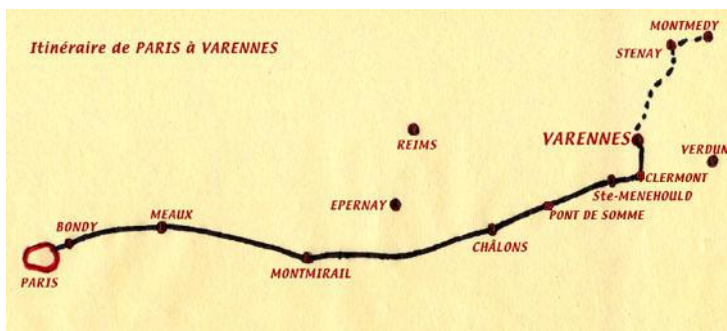 Itinéraire de PARIS à VARENNES
MONTMEDY
STENAY
VARENNES
REIMS
VERDUN
CLERMONT
Ste-MENEHOULD
EPERNAY
PONT DE SOMME
MEAUX
BONDY
CHÂLONS
MONTMIRAIL
PARIS